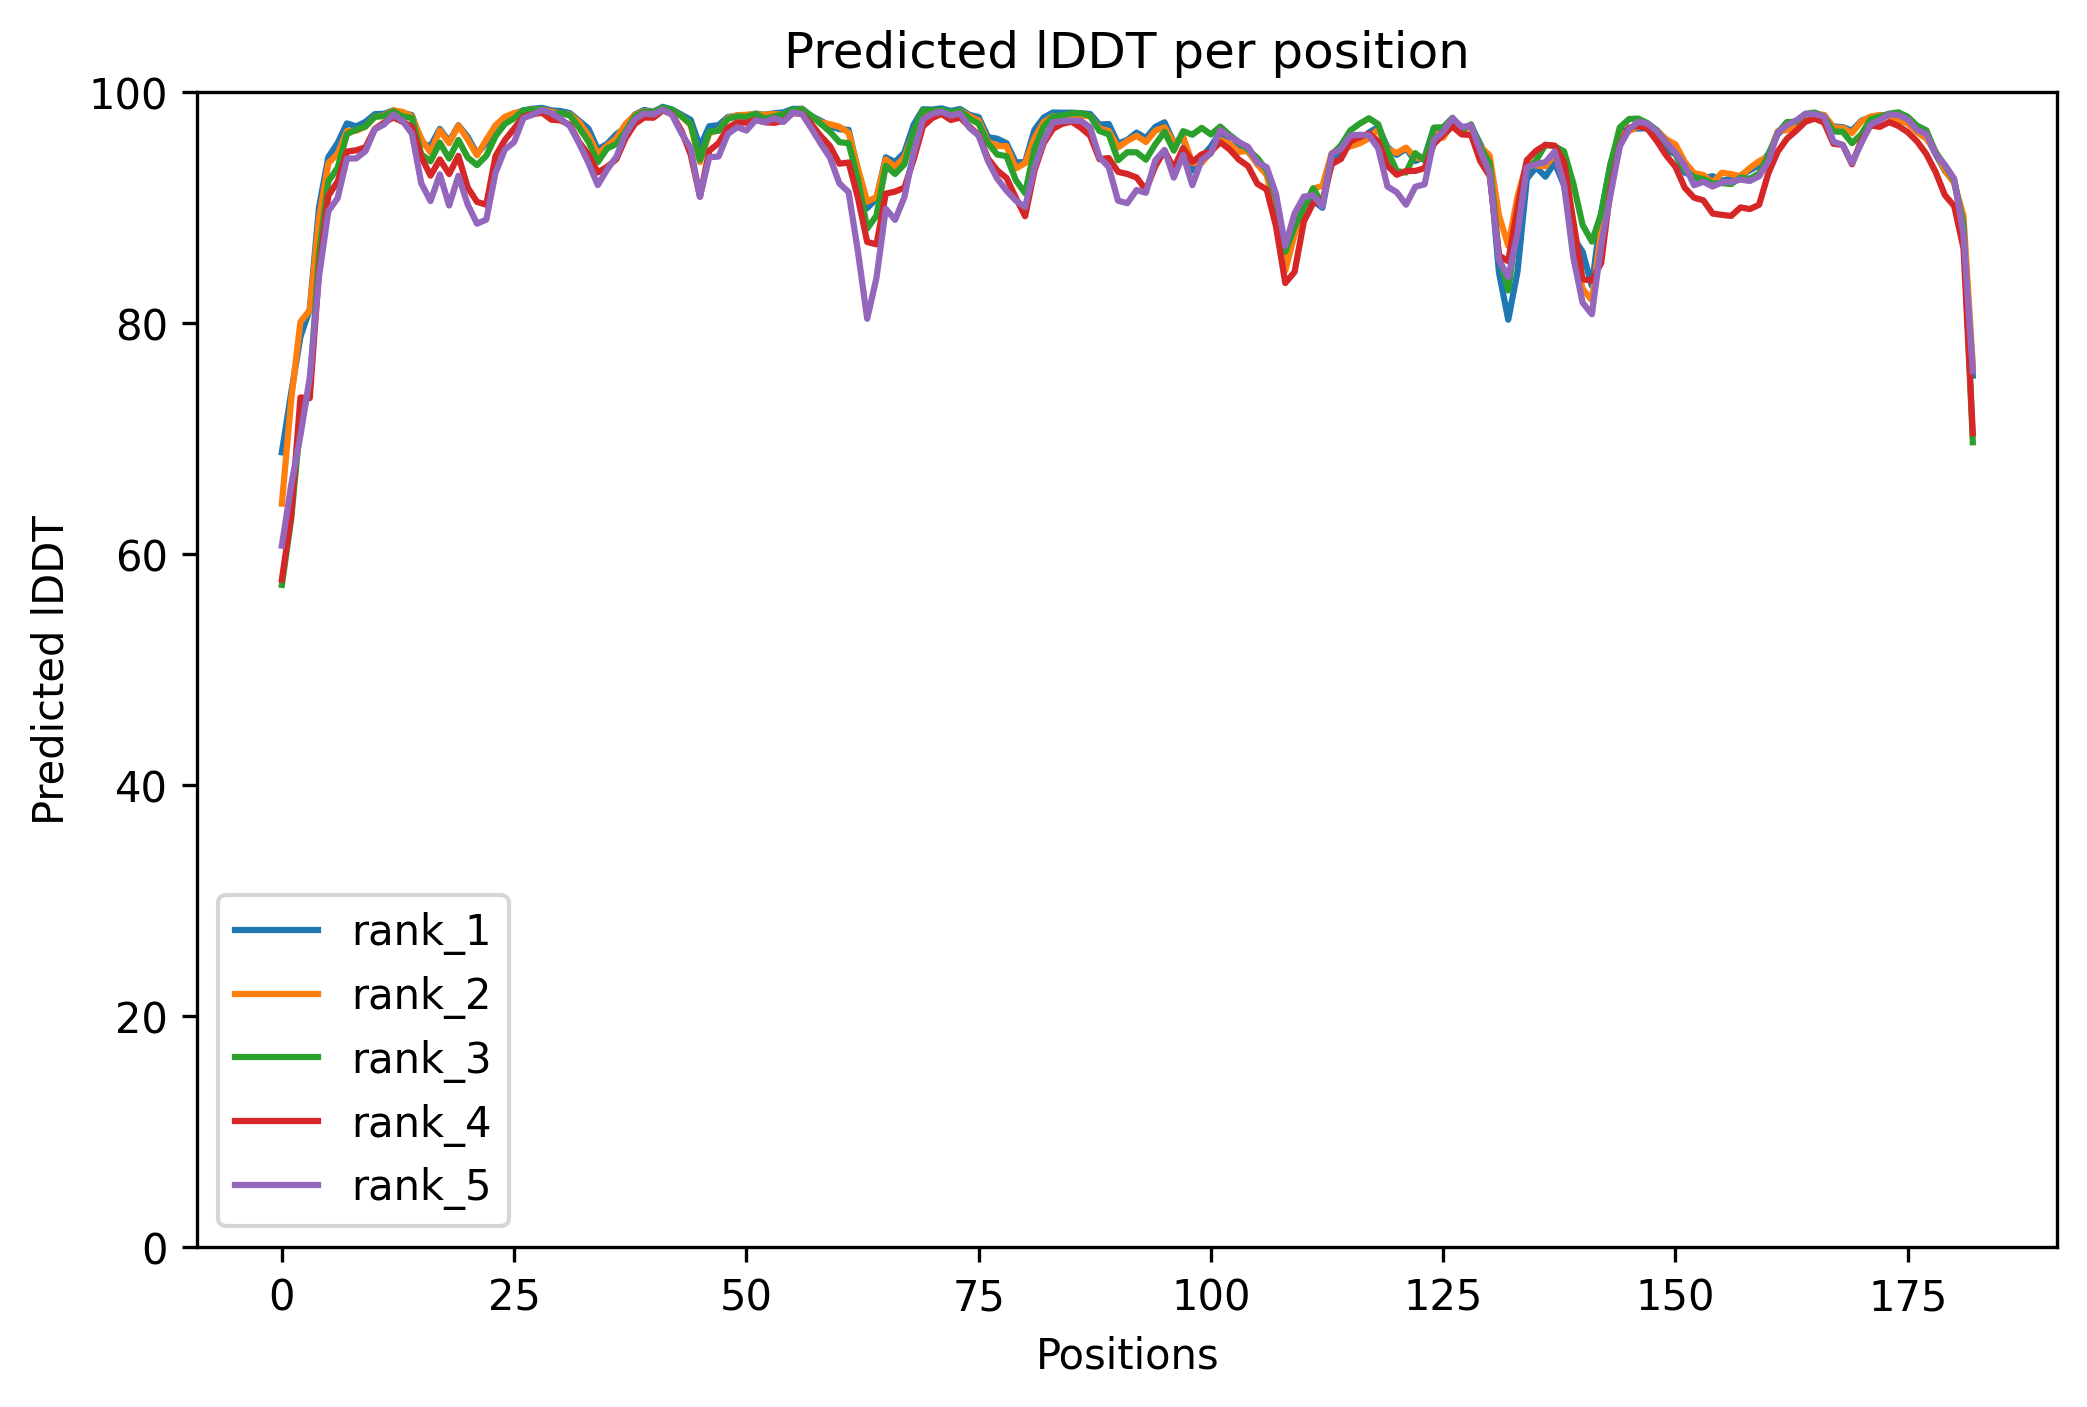 Predicted lDDT per position
100
80
60
40
20
0
Predicted lDDT
rank_1
rank_2
rank_3
rank_4
rank_5
0 25 50 75 100 125 150 175
Positions